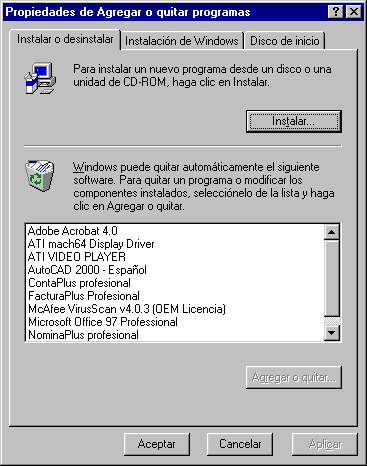 Propiedades de Agregar o quitar programas
Instalar o desinstalar
Instalación de Windows
Disco de inicio
Para instalar un nuevo programa desde un disco o una
unidad de CD-ROM, haga clic en Instalar.
Instalar...
Windows puede quitar automáticamente el siguiente
software. Para quitar un programa o modificar los
componentes instalados, selecciónelo de la lista y haga
clic en Agregar o quitar.
Adobe Acrobat 4.0
ATI mach64 Display Driver
ATI VIDEO PLAYER
AutoCAD 2000 - Español
ContaPlus profesional
FacturaPlus Profesional
McAfee VirusScan v4.0.3 (OEM Licencia)
Microsoft Office 97 Professional
NominaPlus profesional
Agregar o quitar...
Aceptar
Cancelar
Aplicar